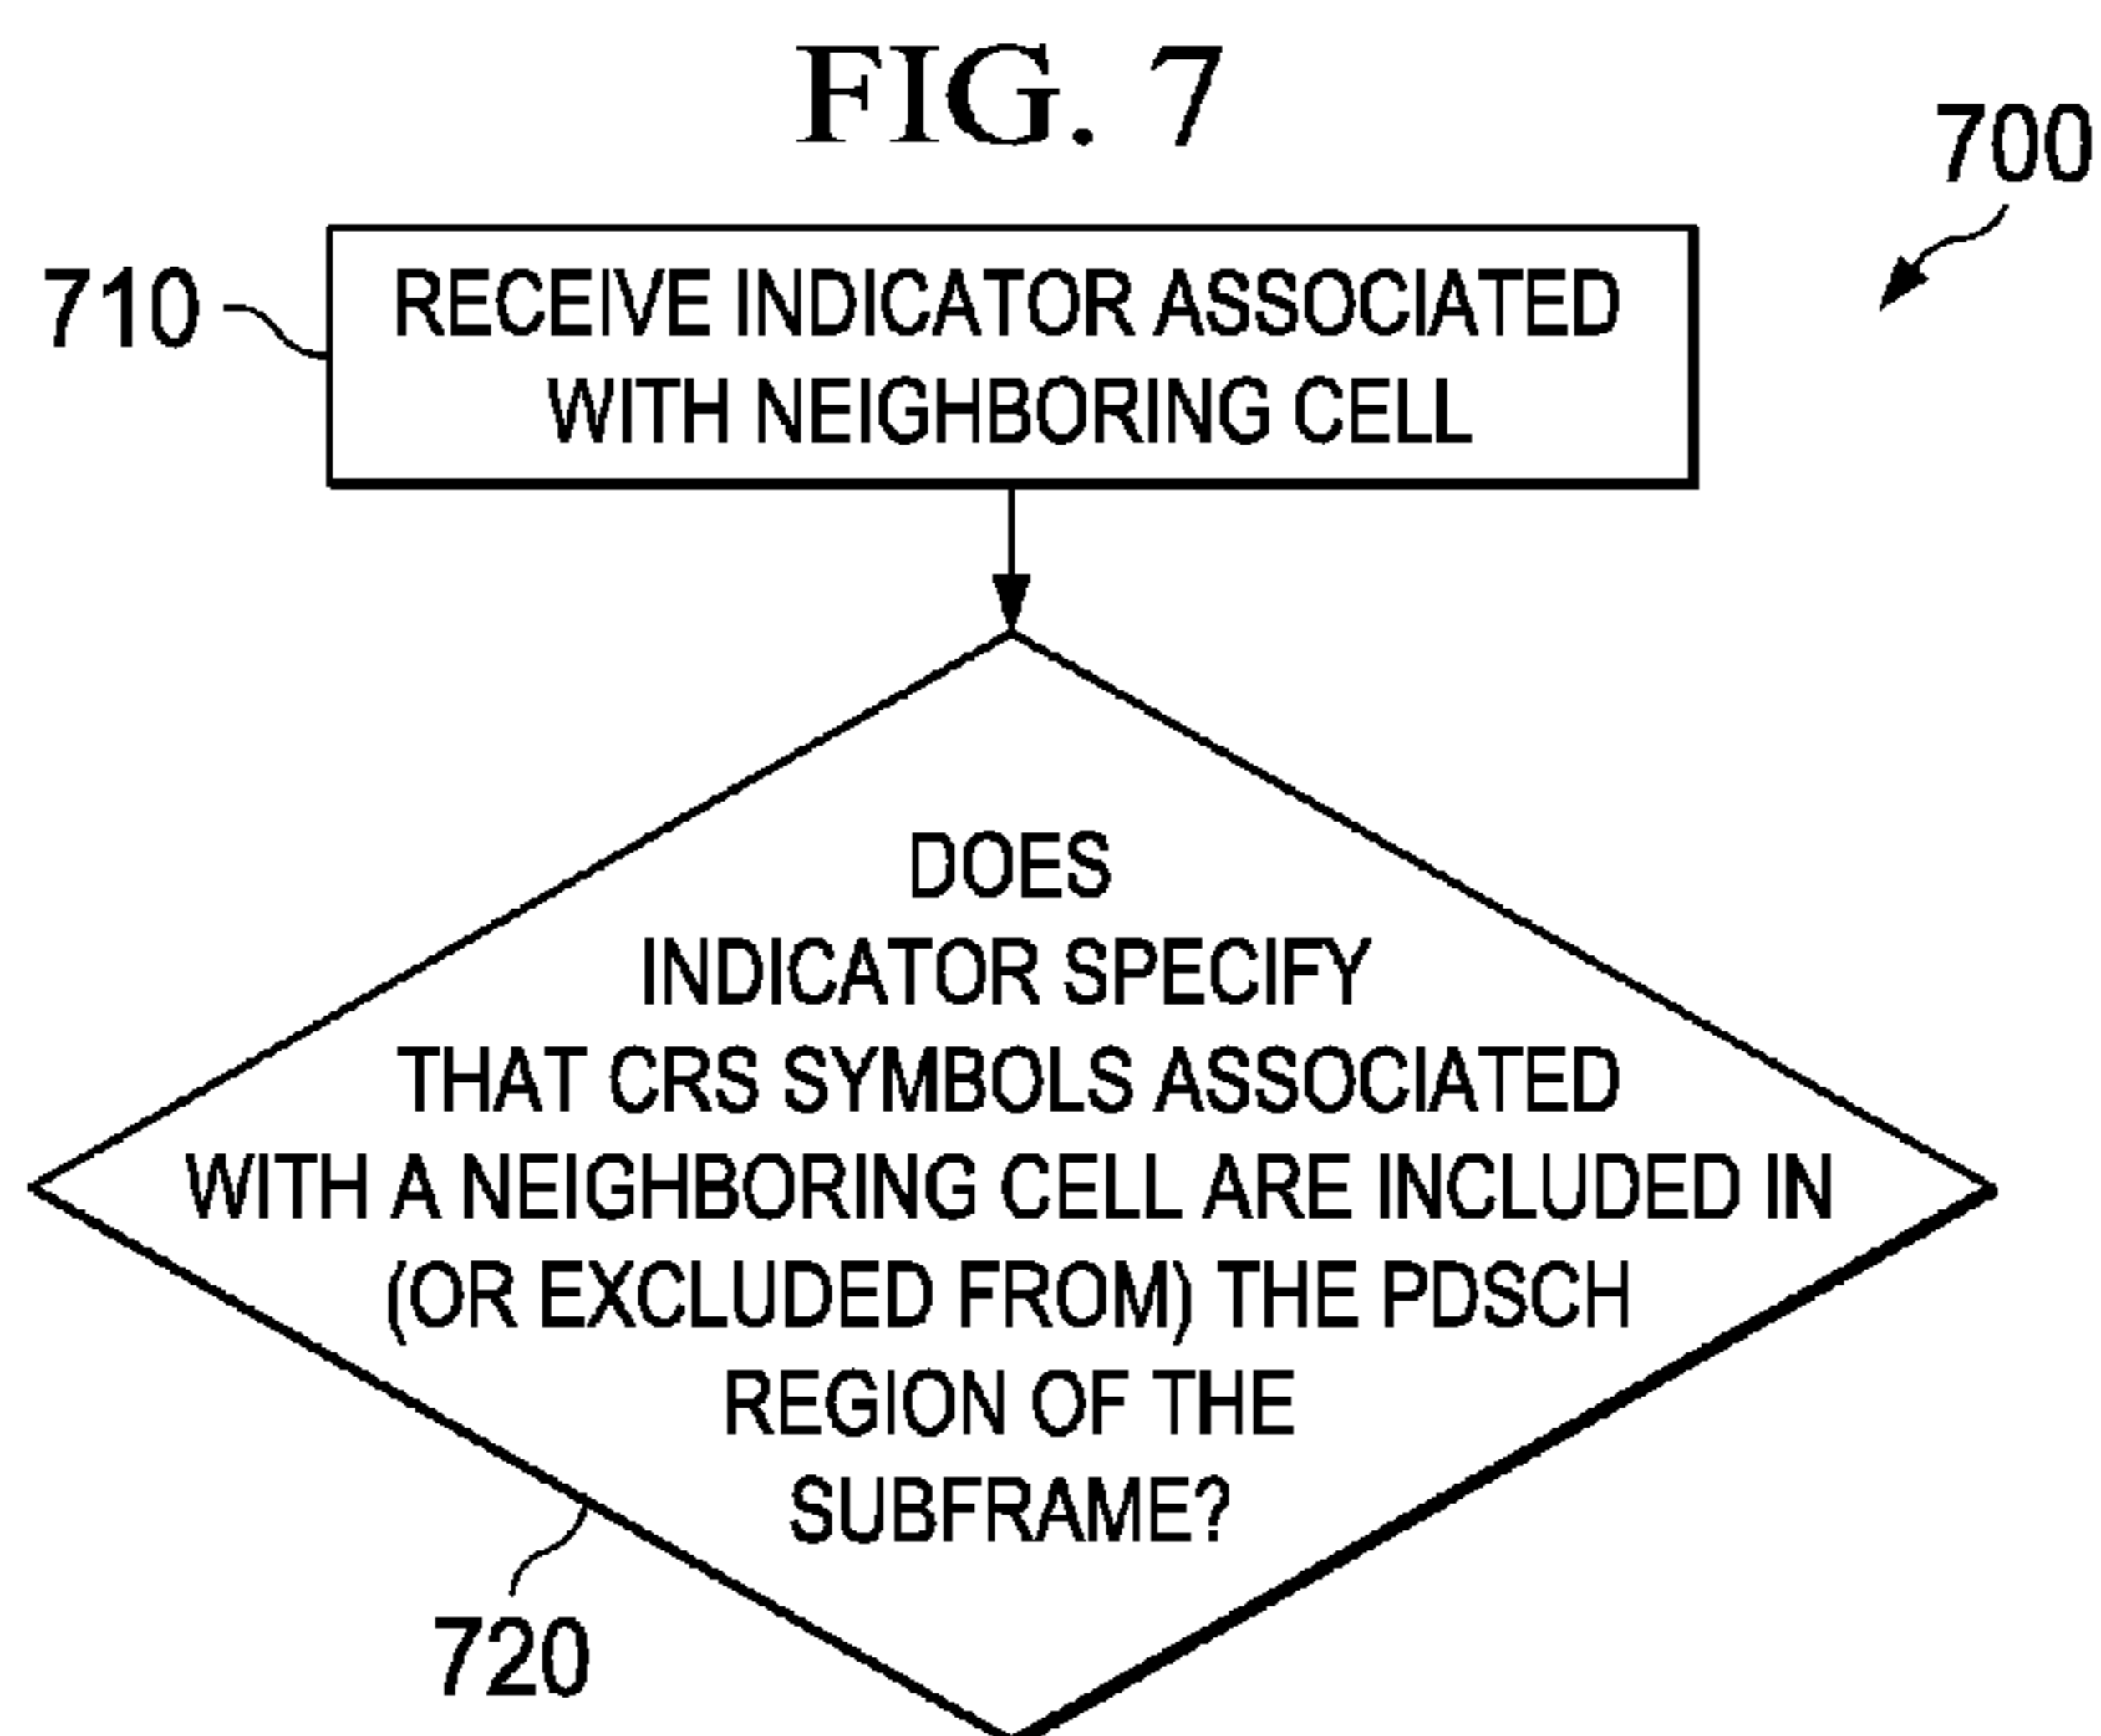 FIG. 7
700
710
RECEIVE INDICATOR ASSOCIATED
WITH NEIGHBORING CELL
DOES
INDICATOR SPECIFY
THAT CRS SYMBOLS ASSOCIATED
WITH A NEIGHBORING CELL ARE INCLUDED IN
(OR EXCLUDED FROM) THE PDSCH
REGION OF THE
SUBFRAME?
720